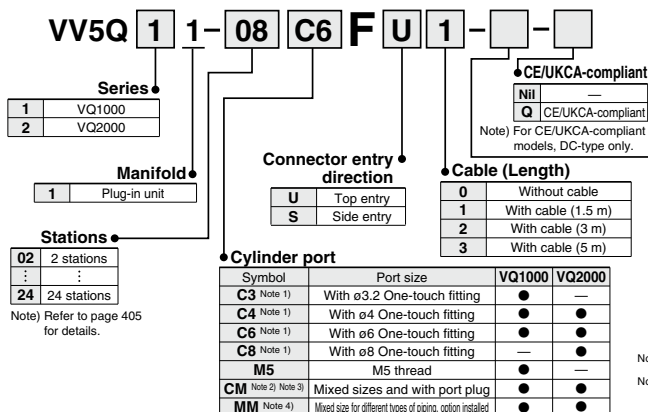 VV5Q 1 1 - 08 C6 F U 1 - -
CE/UKCA-compliant
Nil —
Q CE/UKCA-compliant
Note) For CE/UKCA-compliant
models, DC-type only.
Series
1 VQ1000
2 VQ2000
Manifold
1 Plug-in unit
Connector entry
direction
U Top entry
S Side entry
Cable (Length)
0 Without cable
1 With cable (1.5 m)
2 With cable (3 m)
3 With cable (5 m)
Stations
02 2 stations
⋮ ⋮
24 24 stations
Note) Refer to page 405
for details.
Cylinder port
Symbol Port size VQ1000 VQ2000
C3 Note 1) With ø3.2 One-touch fitting ● —
C4 Note 1) With ø4 One-touch fitting ● ●
C6 Note 1) With ø6 One-touch fitting ● ●
C8 Note 1) With ø8 One-touch fitting — ●
M5 M5 thread ● —
CM Note 2) Note 3) Mixed sizes and with port plug ● ●
MM Note 4) Mixed size for different types of piping, option installed ● ●
No
No